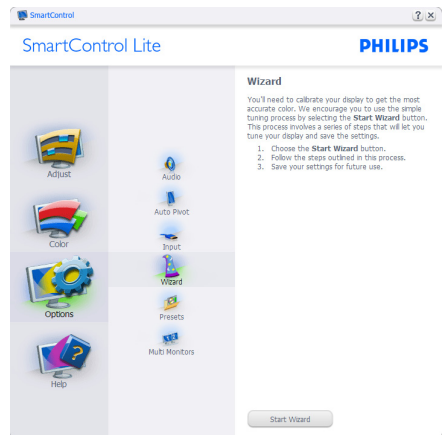 SmartControl
SmartControl Lite
PHILIPS
Adjust
Color
Options
Help
Audio
Auto Pivot
Input
Wizard
Presets
Multi Monitors
Wizard
You'll need to calibrate your display to get the most
accurate color. We encourage you to use the simple
tuning process by selecting the Start Wizard button.
This process involves a series of steps that will let you
tune your display and save the settings.
1. Choose the Start Wizard button.
2. Follow the steps outlined in this process.
3. Save your settings for future use.
Start Wizard